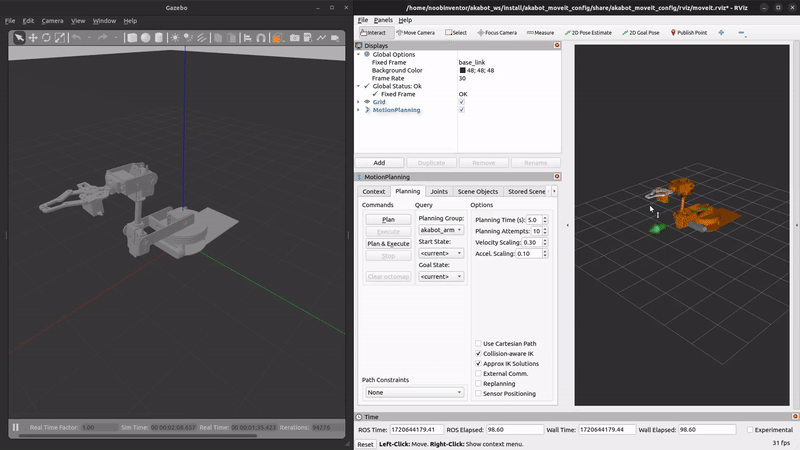 Gazebo
File Edit Camera View Window Help
Real Time Factor: 1.00 Sim Time: 00 00:02:08.657 Real Time: 00 00:01:35.423 Iterations: 94276
/home/noobinventor/akabot_ws/install/akabot_moveit_config/share/akabot_moveit_config/rviz/moveit.rviz* - RViz
File Panels Help
Interact Move Camera Select Focus Camera Measure 2D Pose Estimate 2D Goal Pose Publish Point
Displays
Global Options
Fixed Frame base_link
Background Color 48; 48; 48
Frame Rate 30
Global Status: Ok
Fixed Frame OK
Grid
MotionPlanning
Add Duplicate Remove Rename
MotionPlanning
Context Planning Joints Scene Objects Stored Scene
Commands Query Options
Plan
Execute
Plan & Execute
Stop
Clear octomap
Planning Group:
akabot_arm
Start State:
<current>
Goal State:
<current>
Planning Time (s): 5.0
Planning Attempts: 10
Velocity Scaling: 0.30
Accel. Scaling: 0.10
Use Cartesian Path
Collision-aware IK
Approx IK Solutions
External Comm.
Replanning
Sensor Positioning
Path Constraints
None
Time
ROS Time: 1720644179.41 ROS Elapsed: 98.60 Wall Time: 1720644179.44 Wall Elapsed: 98.60 Experimental
Reset Left-Click: Move. Right-Click: Show context menu. 31 fps